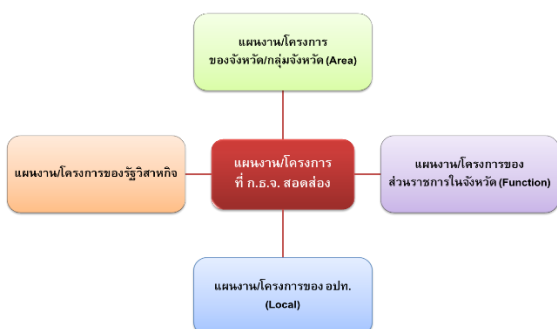 แผนงาน/โครงการ
ของจังหวัด/กลุ่มจังหวัด (Area)
แผนงาน/โครงการของรัฐวิสาหกิจ
แผนงาน/โครงการ
ที่ ก.ธ.จ. สอดส่อง
แผนงาน/โครงการของ
ส่วนราชการในจังหวัด (Function)
แผนงาน/โครงการของ อปท.
(Local)